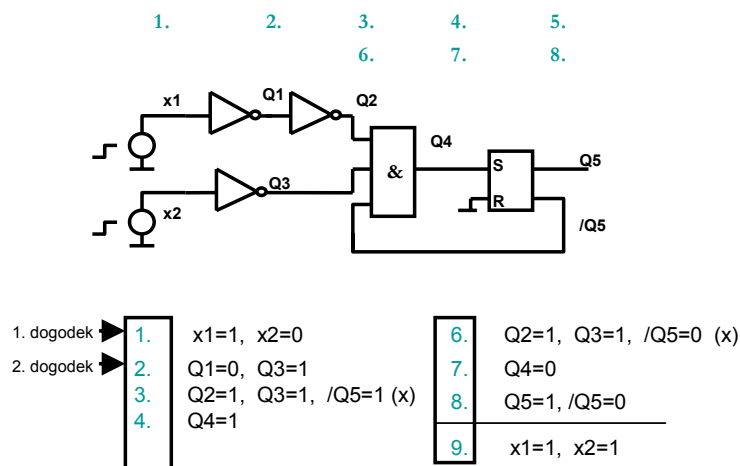 1. 2. 3. 4. 5.
6. 7. 8.
x1 Q1 Q2
Q4
Q5
S
&
Q3
R
x2
/Q5
1. dogodek 1. x1=1, x2=0
2. dogodek 2. Q1=0, Q3=1
3. Q2=1, Q3=1, /Q5=1 (x)
4. Q4=1
6. Q2=1, Q3=1, /Q5=0 (x)
7. Q4=0
8. Q5=1, /Q5=0
9. x1=1, x2=1